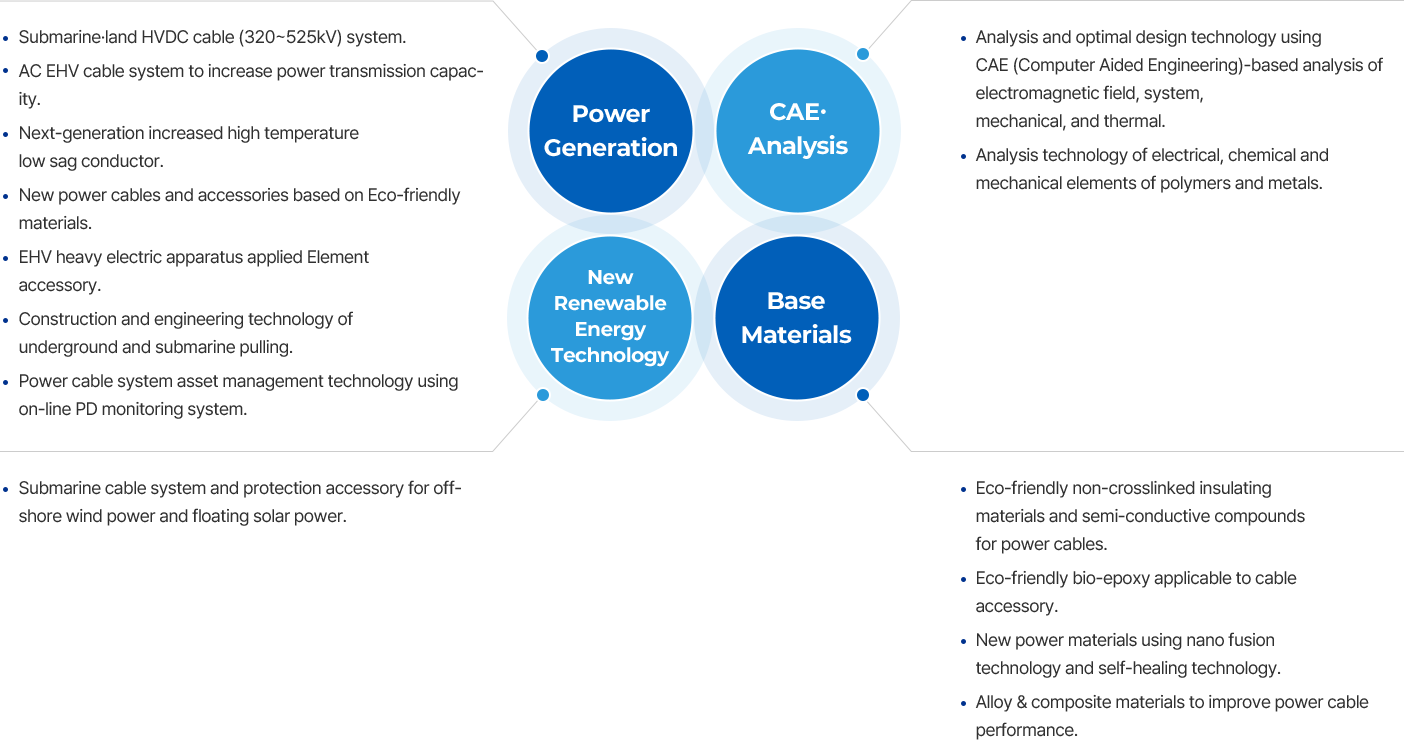 • Submarine·land HVDC cable (320~525kV) system.
• AC EHV cable system to increase power transmission capac-
ity.
• Next-generation increased high temperature
low sag conductor.
• New power cables and accessories based on Eco-friendly
materials.
• EHV heavy electric apparatus applied Element
accessory.
• Construction and engineering technology of
underground and submarine pulling.
• Power cable system asset management technology using
on-line PD monitoring system.
Power
Generation
CAE·
Analysis
• Analysis and optimal design technology using
CAE (Computer Aided Engineering)-based analysis of
electromagnetic field, system,
mechanical, and thermal.
• Analysis technology of electrical, chemical and
mechanical elements of polymers and metals.
New
Renewable
Energy
Technology
Base
Materials
• Submarine cable system and protection accessory for off-
shore wind power and floating solar power.
• Eco-friendly non-crosslinked insulating
materials and semi-conductive compounds
for power cables.
• Eco-friendly bio-epoxy applicable to cable
accessory.
• New power materials using nano fusion
technology and self-healing technology.
• Alloy & composite materials to improve power cable
performance.